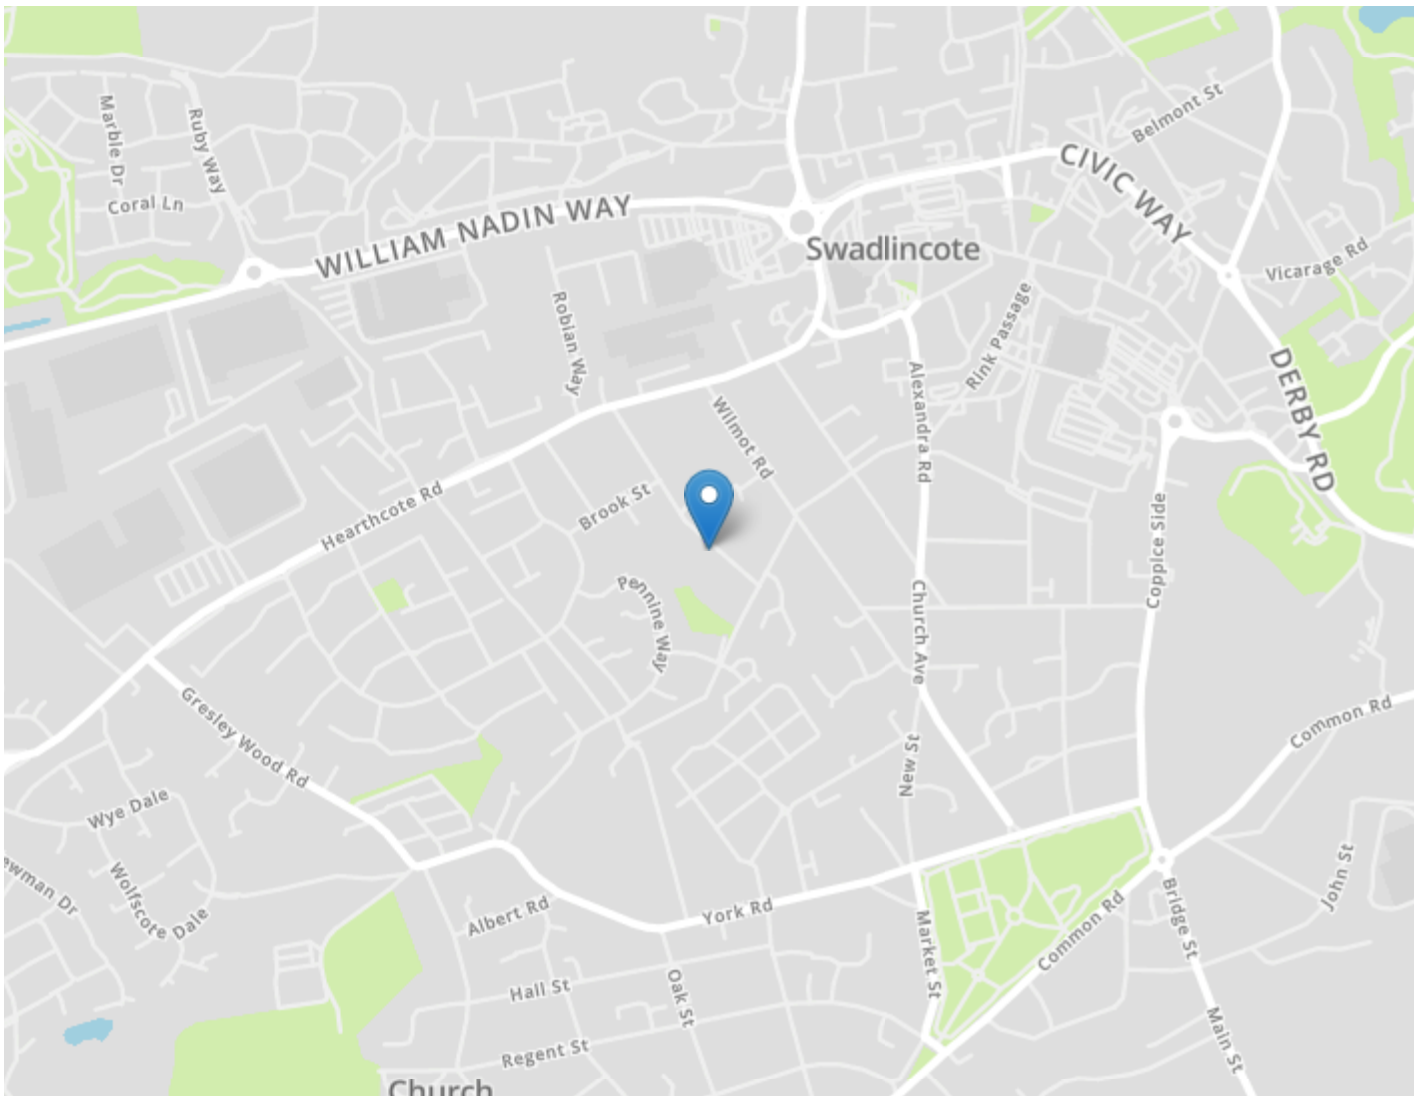 Belmont St
Marble Dr
Ruby Way
CIVIC WAY
Coral Ln
WILLIAM NADIN WAY
Swadlincote
Vicarage Rd
Robian Way
Rink Passage
DERBY RD
Alexandra Rd
Wilmot Rd
Hearthcote Rd
Brook St
Coppice Side
Pennine Way
Church Ave
Gresley Wood Rd
Common Rd
New St
Wye Dale
John St
ewman Dr
Wolfscote Dale
Albert Rd
York Rd
Market St
Common Rd
Bridge St
Hall St
Oak St
Regent St
Main St
Church